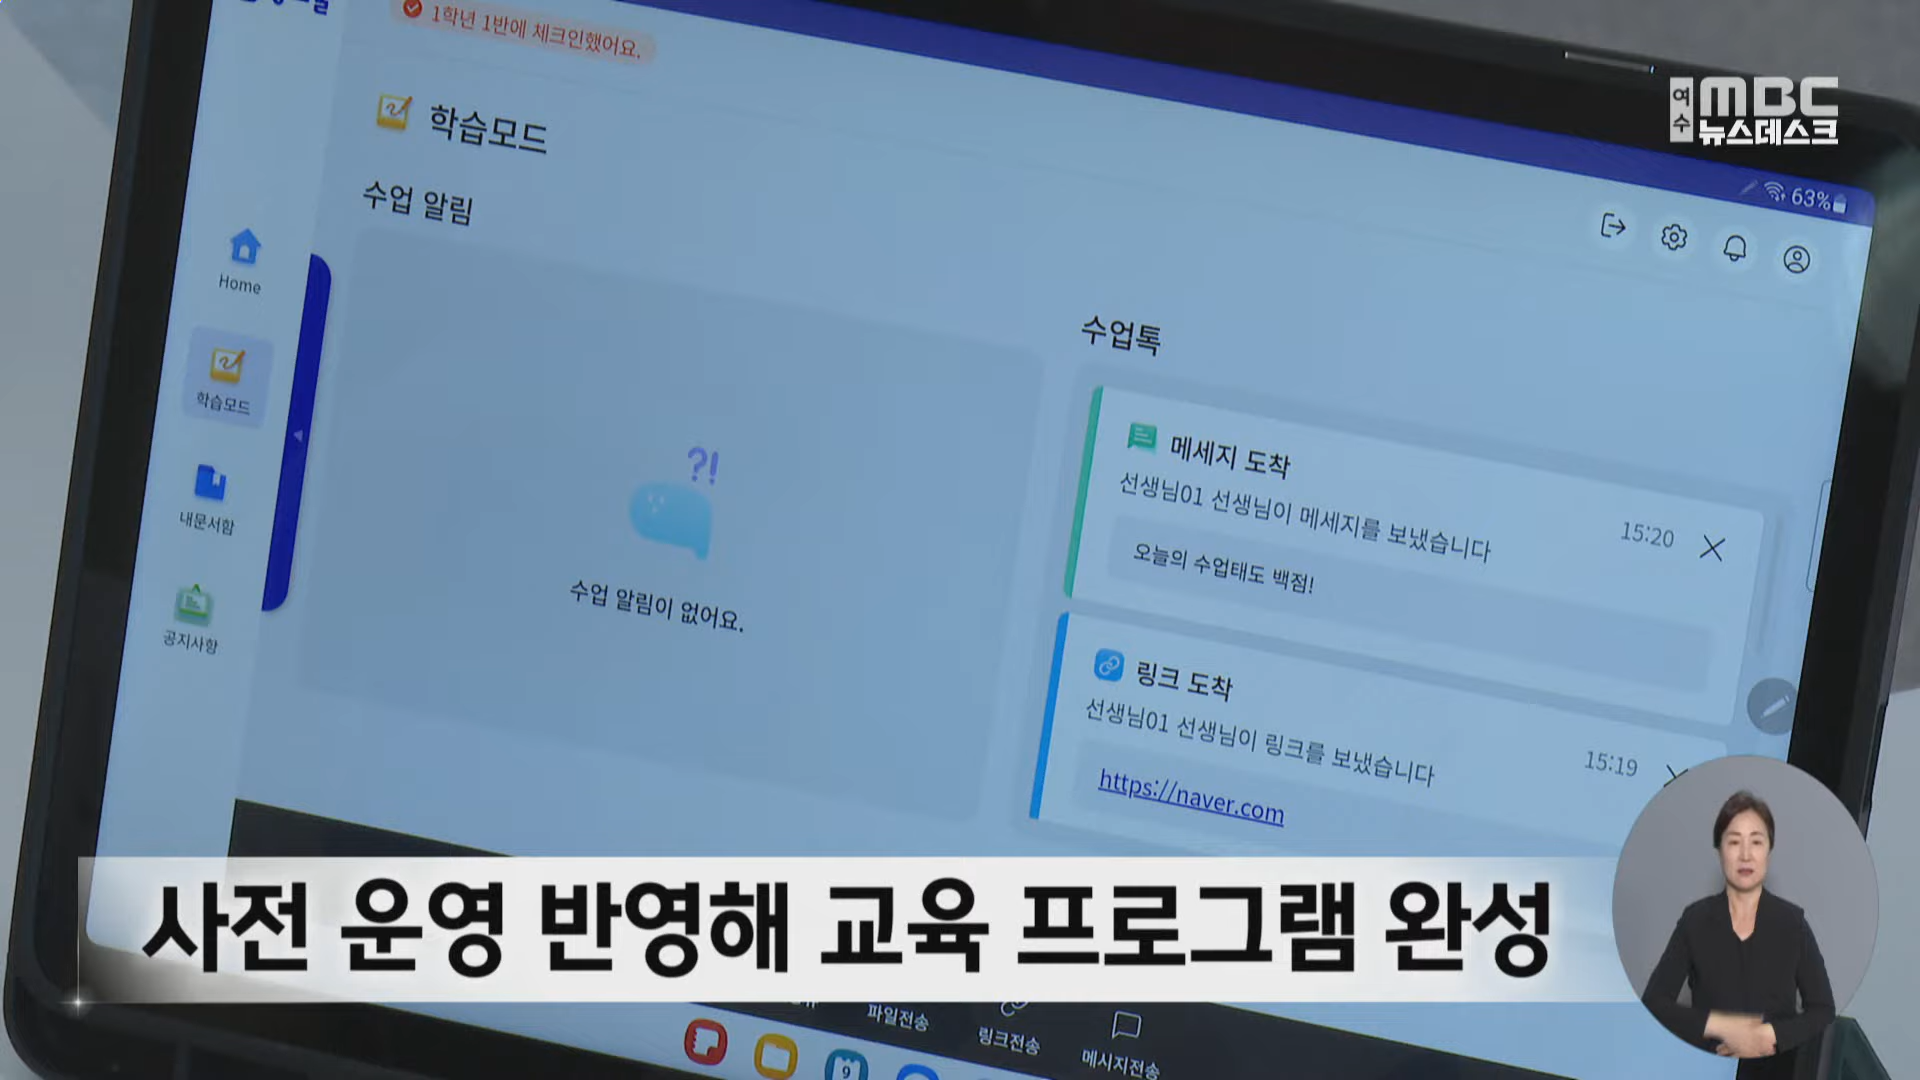 1학년 1반에 체크인했어요.
여수 MBC
뉴스데스크
학습모드
63%
수업 알림
Home
수업톡
학습모드
메세지 도착
선생님01 선생님이 메세지를 보냈습니다
15:20
오늘의 수업태도 백점!
내문서함
수업 알림이 없어요.
?!
공지사항
링크 도착
선생님01 선생님이 링크를 보냈습니다
15:19
https://naver.com
사전 운영 반영해 교육 프로그램 완성
파일전송
링크전송
메시지전송
9